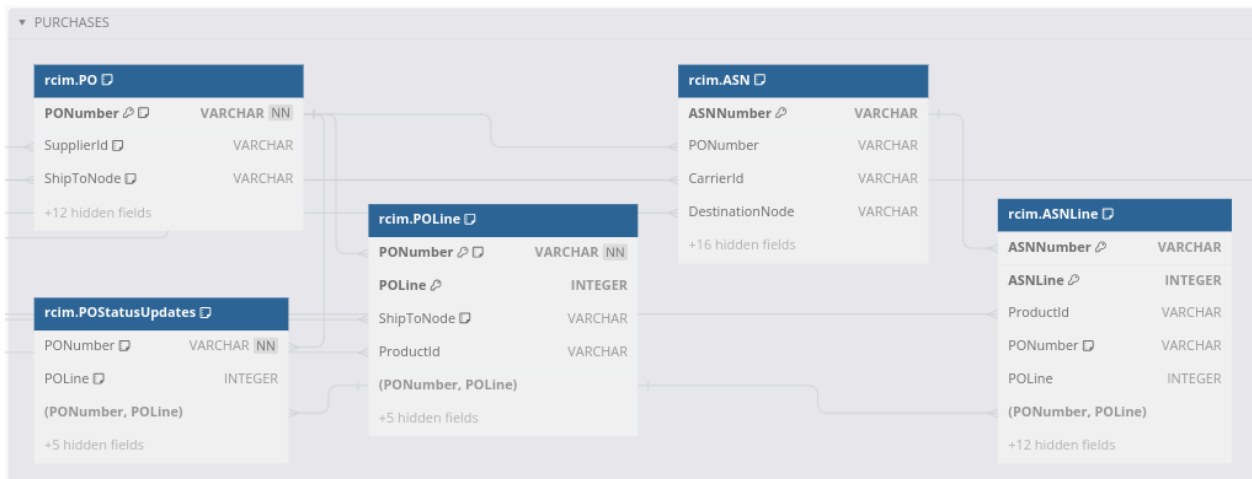 PURCHASES
rcim.PO
PONumber VARCHAR NN
SupplierId VARCHAR
ShipToNode VARCHAR
+12 hidden fields
rcim.POStatusUpdates
PONumber VARCHAR NN
POLine INTEGER
(PONumber, POLine)
+5 hidden fields
rcim.POLine
PONumber VARCHAR NN
POLine INTEGER
ShipToNode VARCHAR
ProductId VARCHAR
(PONumber, POLine)
+5 hidden fields
rcim.ASN
ASNNumber VARCHAR
PONumber VARCHAR
CarrierId VARCHAR
DestinationNode VARCHAR
+16 hidden fields
rcim.ASNLine
ASNNumber VARCHAR
ASNLine INTEGER
ProductId VARCHAR
PONumber VARCHAR
POLine INTEGER
(PONumber, POLine)
+12 hidden fields